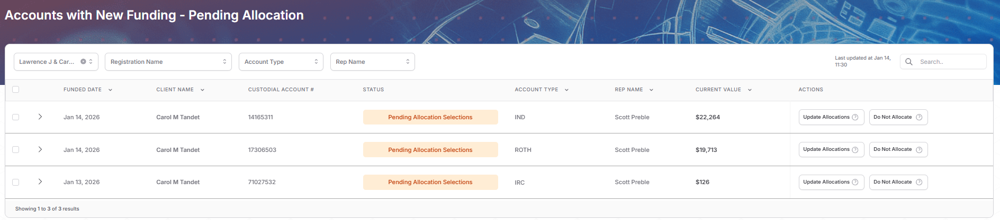 Accounts with New Funding - Pending Allocation
Lawrence J & Car... Registration Name Account Type Rep Name Last updated at Jan 14, 11:30 Search..
FUNDED DATE CLIENT NAME CUSTODIAL ACCOUNT # STATUS ACCOUNT TYPE REP NAME CURRENT VALUE ACTIONS
Jan 14, 2026 Carol M Tandet 14165311 Pending Allocation Selections IND Scott Preble $22,264 Update Allocations Do Not Allocate
Jan 14, 2026 Carol M Tandet 17306503 Pending Allocation Selections ROTH Scott Preble $19,713 Update Allocations Do Not Allocate
Jan 13, 2026 Carol M Tandet 71027532 Pending Allocation Selections IRC Scott Preble $126 Update Allocations Do Not Allocate
Showing 1 to 3 of 3 results